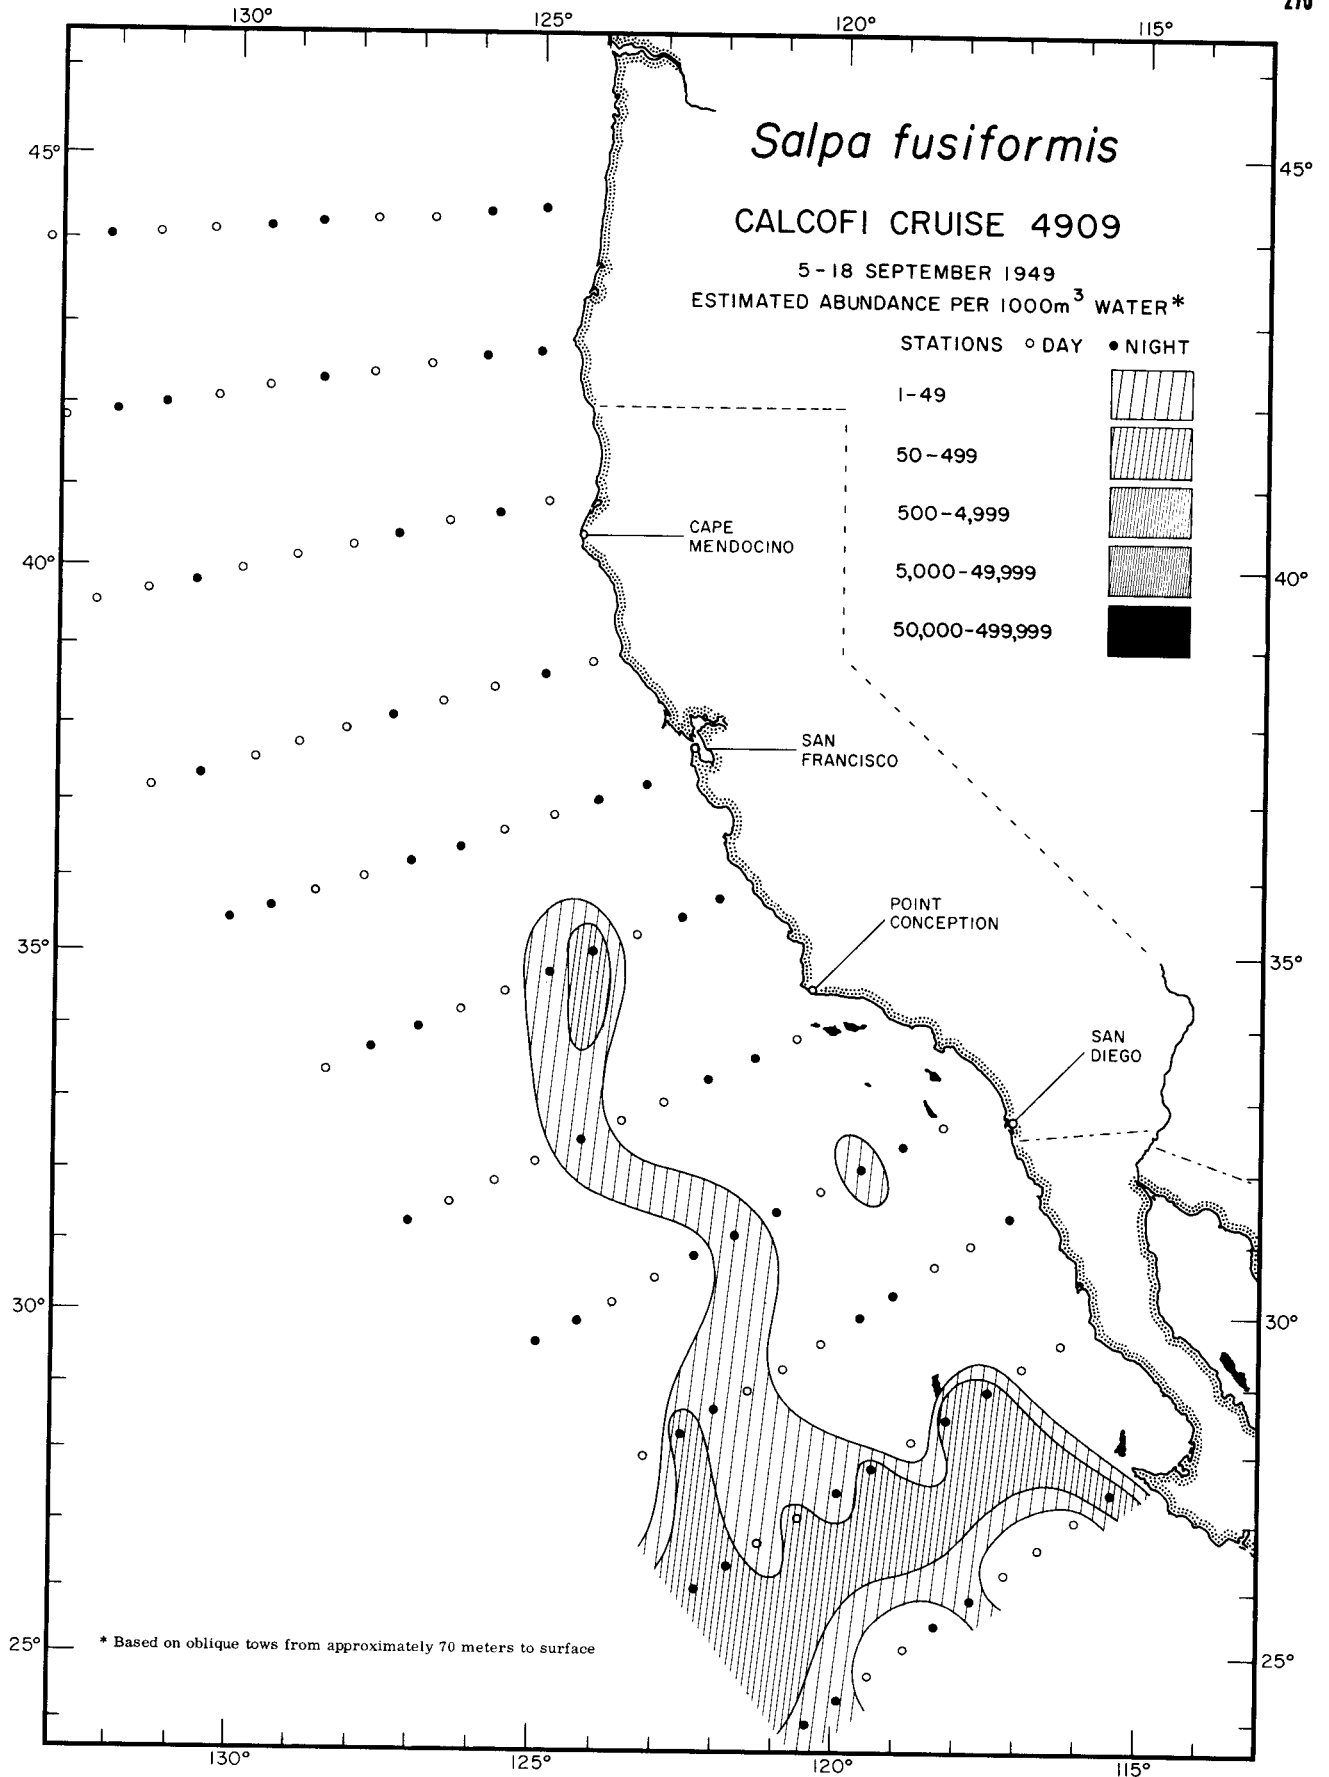 270
130°
125°
120°
115°
45°
45°
Salpa fusiformis
CALCOFI CRUISE 4909
5-18 SEPTEMBER 1949
ESTIMATED ABUNDANCE PER 1000m³ WATER*
STATIONS ○ DAY ● NIGHT
1-49
50-499
500-4,999
5,000-49,999
50,000-499,999
CAPE
MENDOCINO
40°
40°
SAN
FRANCISCO
POINT
CONCEPTION
35°
35°
SAN
DIEGO
30°
30°
* Based on oblique tows from approximately 70 meters to surface
25°
25°
130°
125°
120°
115°